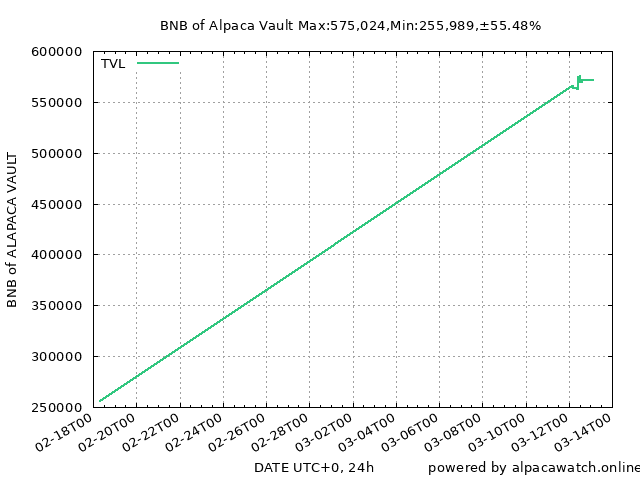 BNB of Alpaca Vault Max:575,024,Min:255,989,±55.48%
TVL
600000
550000
500000
450000
400000
350000
300000
250000
BNB of ALAPACA VAULT
02-18T00
02-20T00
02-22T00
02-24T00
02-26T00
02-28T00
03-02T00
03-04T00
03-06T00
03-08T00
03-10T00
03-12T00
03-14T00
DATE UTC+0, 24h
powered by alpacawatch.online